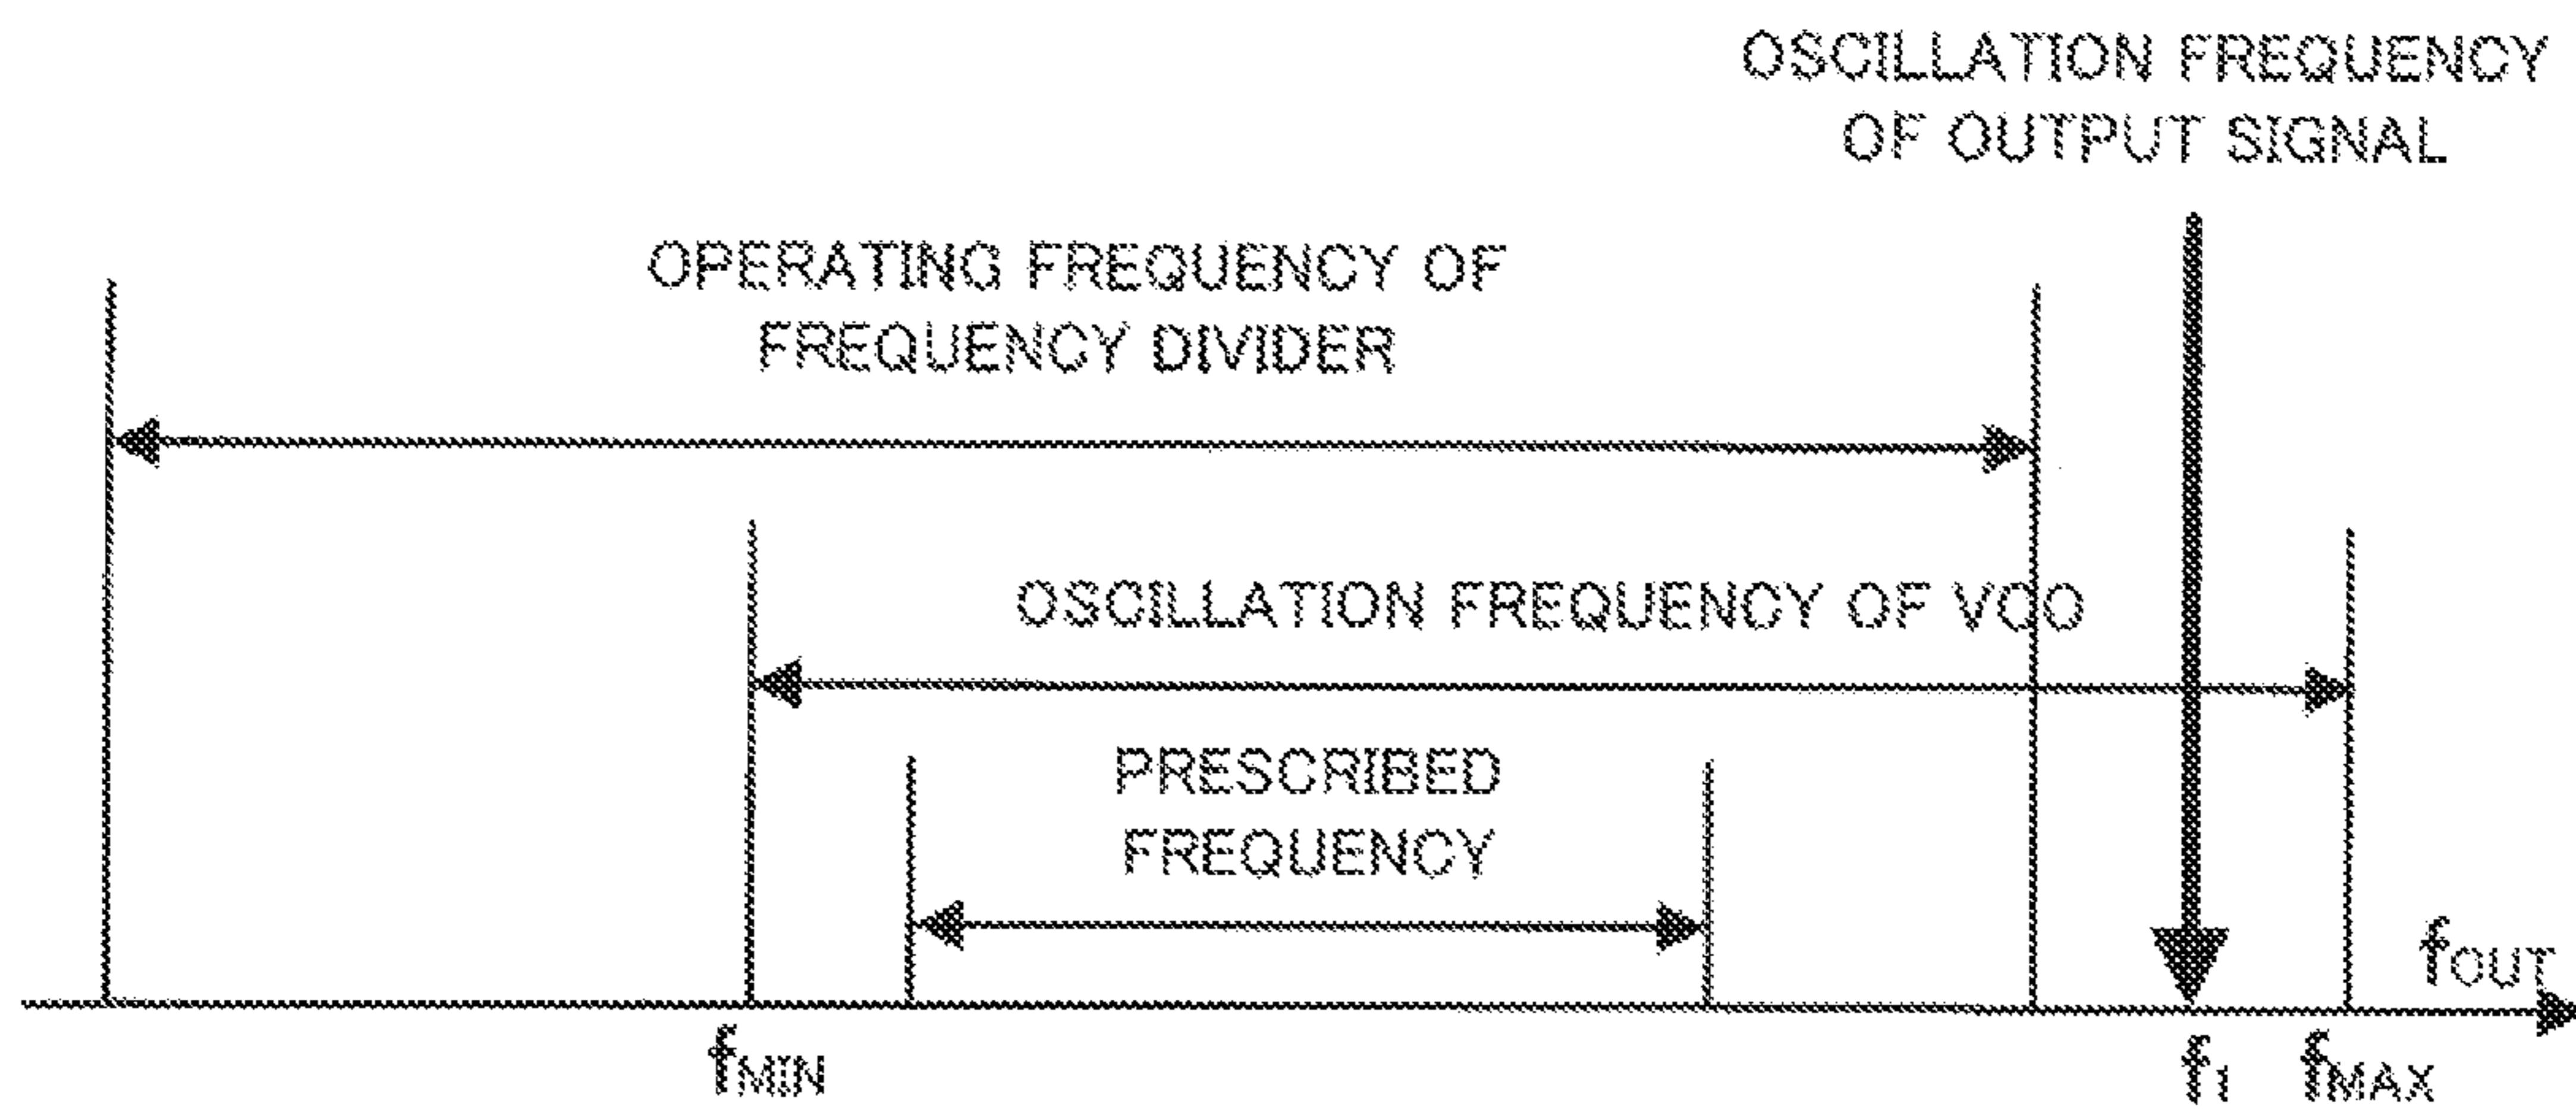 OSCILLATION FREQUENCY
OF OUTPUT SIGNAL
OPERATING FREQUENCY OF
FREQUENCY DIVIDER
OSCILLATION FREQUENCY OF VCO
PRESCRIBED
FREQUENCY
fOUT
fMIN
f1
fMAX